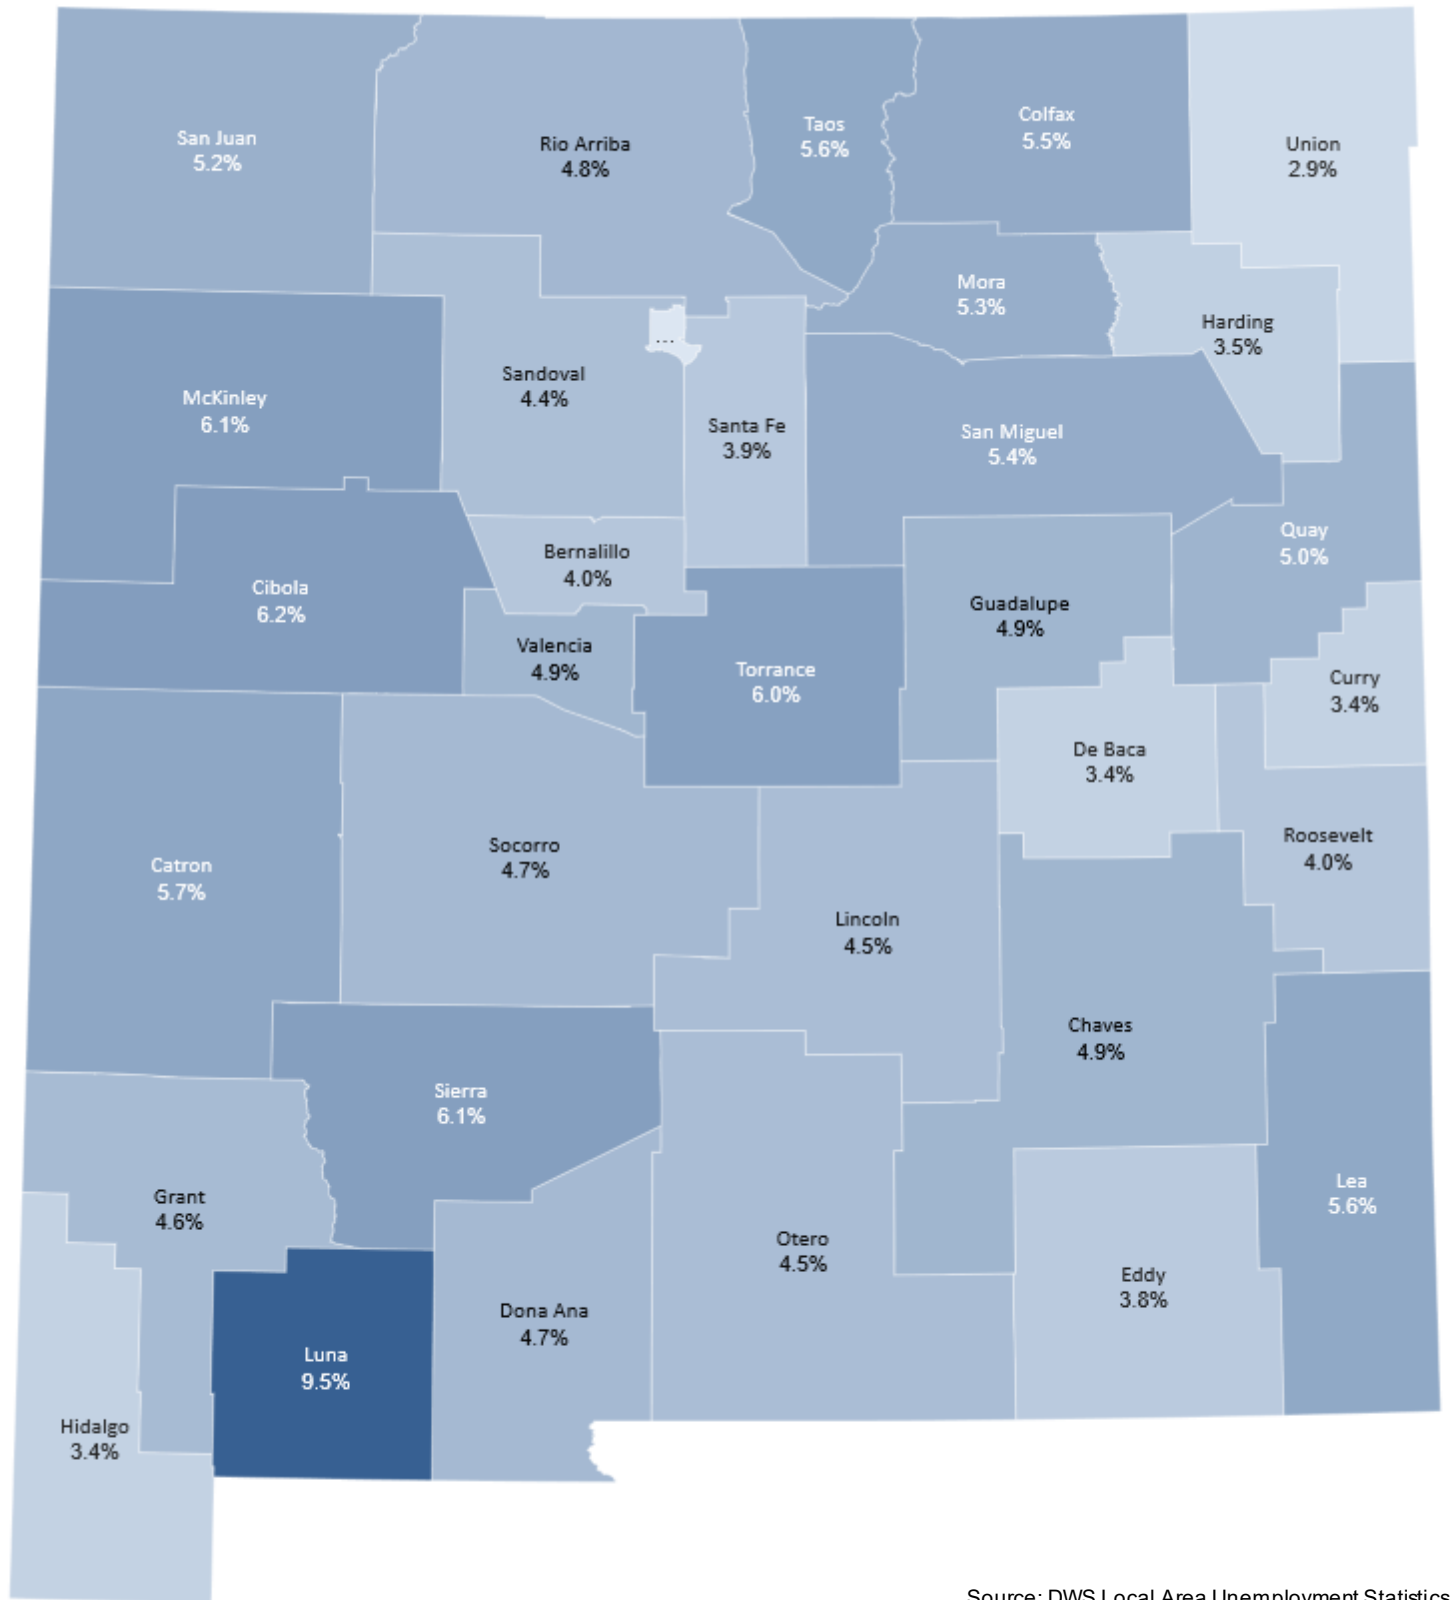 San Juan
5.2%
Rio Arriba
4.8%
Taos
5.6%
Colfax
5.5%
Union
2.9%
Mora
5.3%
Harding
3.5%
...
McKinley
6.1%
Sandoval
4.4%
Santa Fe
3.9%
San Miguel
5.4%
Quay
5.0%
Bernalillo
4.0%
Cibola
6.2%
Guadalupe
4.9%
Valencia
4.9%
Torrance
6.0%
Curry
3.4%
De Baca
3.4%
Roosevelt
4.0%
Catron
5.7%
Socorro
4.7%
Lincoln
4.5%
Chaves
4.9%
Sierra
6.1%
Grant
4.6%
Lea
5.6%
Otero
4.5%
Eddy
3.8%
Dona Ana
4.7%
Luna
9.5%
Hidalgo
3.4%
Source: DWS Local Area Unemployment Statistics